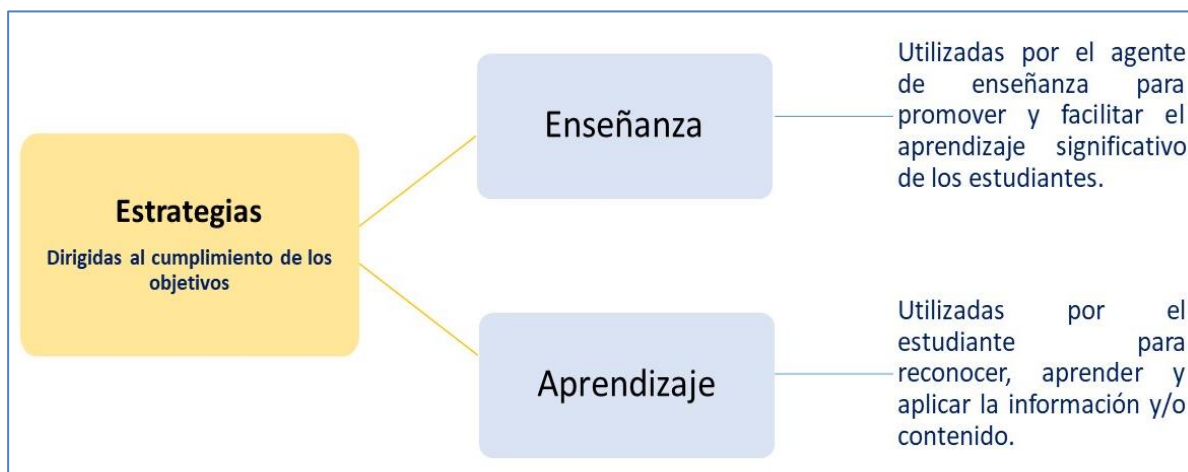 Estrategias
Dirigidas al cumplimiento de los
objetivos
Enseñanza
Utilizadas por el agente
de enseñanza para
promover y facilitar el
aprendizaje significativo
de los estudiantes.
Aprendizaje
Utilizadas por el
estudiante para
reconocer, aprender y
aplicar la información y/o
contenido.